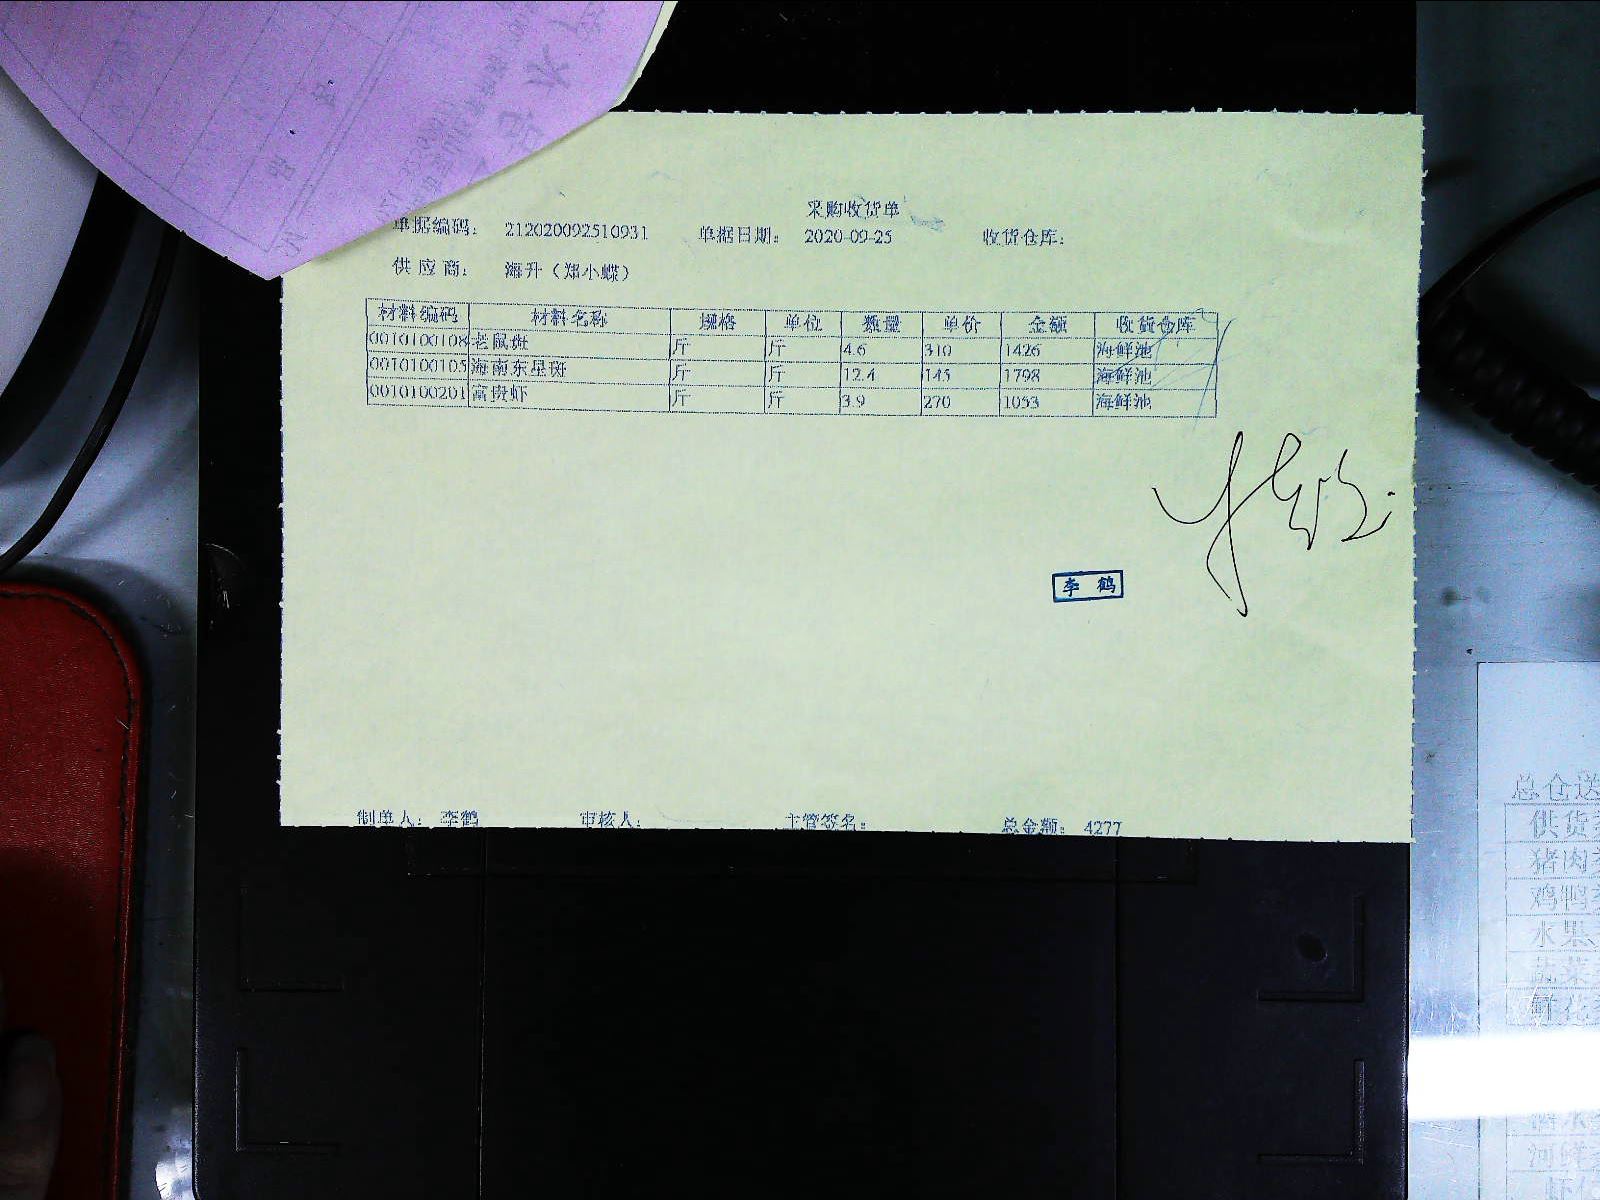 采购收货单
单据编码： 212020092510931 单据日期： 2020-09-25 收货仓库：
供 应 商： 海升（郑小蝶）
材料编码 材料名称 规格 单位 数量 单价 金额 收货仓库
0010100108 老鼠斑 斤 斤 4.6 310 1426 海鲜池
0010100105 海南东星斑 斤 斤 12.4 145 1798 海鲜池
0010100201 富贵虾 斤 斤 3.9 270 1053 海鲜池
李 鹤
制单人： 李鹤 审核人： 主管签名： 总金额： 4277
总仓送
供货
猪肉
鸡鸭
水果
蔬菜
鲜花
河鲜